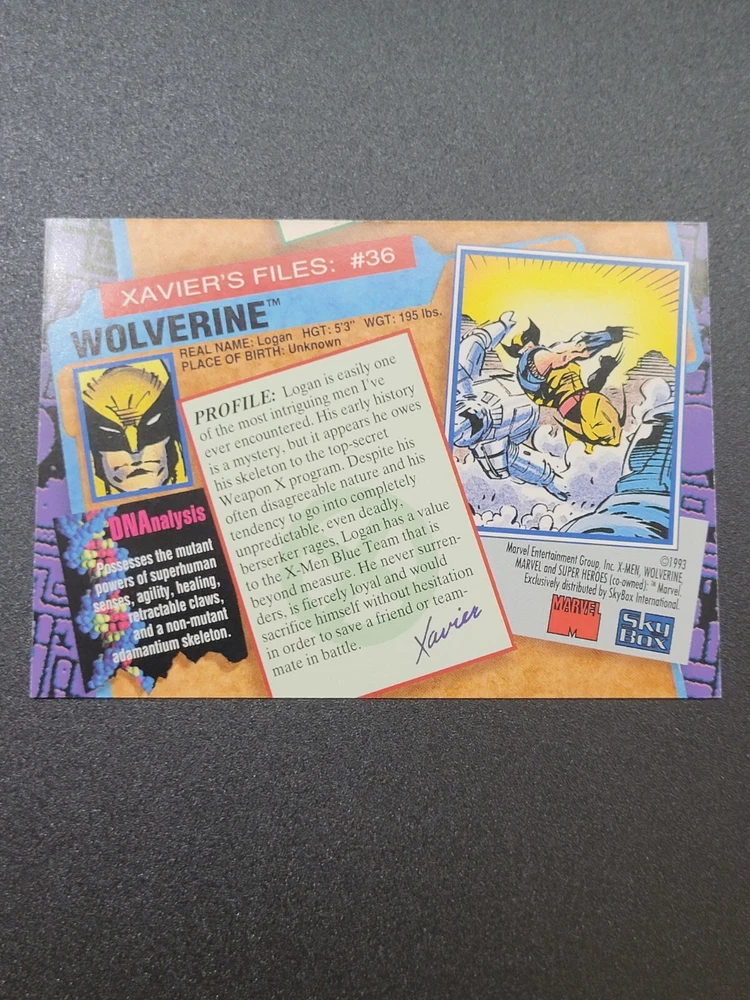 XAVIER'S FILES: #36
WOLVERINE™
REAL NAME: Logan HGT: 5'3" WGT: 195 lbs.
PLACE OF BIRTH: Unknown
PROFILE: Logan is easily one
of the most intriguing men I've
ever encountered. His early history
is a mystery, but it appears he owes
his skeleton to the top-secret
Weapon X program. Despite his
often disagreeable nature and his
tendency to go into completely
unpredictable, even deadly,
berserker rages, Logan has a value
to the X-Men Blue Team that is
beyond measure. He never surren-
ders, is fiercely loyal and would
sacrifice himself without hesitation
in order to save a friend or team-
mate in battle.
Xavier
DNAnalysis
Possesses the mutant
powers of superhuman
senses, agility, healing,
retractable claws,
and a non-mutant
adamantium skeleton.
©1993
Marvel Entertainment Group, Inc. X-MEN, WOLVERINE,
MARVEL and SUPER HEROES (co-owned)-™ Marvel.
Exclusively distributed by SkyBox International.
MARVEL
M
SKY
BOX